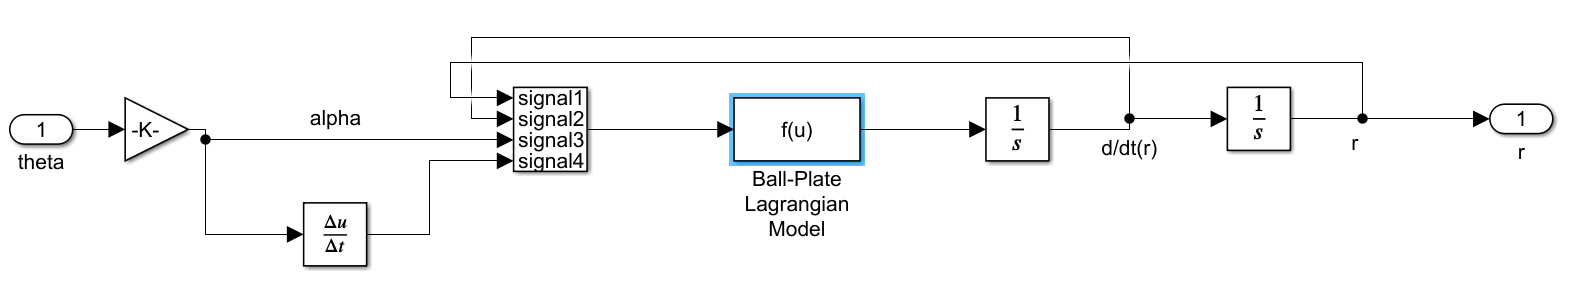 1
theta
-K-
alpha
Δu
Δt
signal1
signal2
signal3
signal4
f(u)
Ball-Plate
Lagrangian
Model
1
s
d/dt(r)
1
s
r
1
r